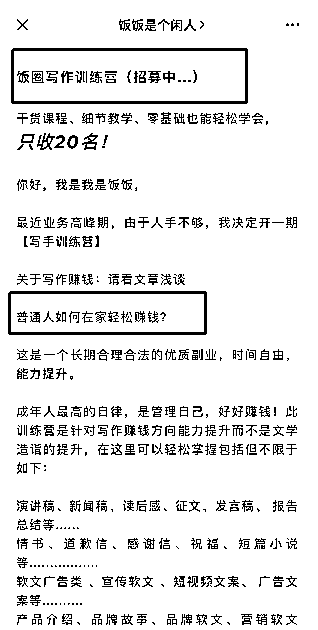 饭饭是个闲人
饭圈写作训练营（招募中...）
干货课程、细节教学、零基础也能轻松学会，
只收20名！
你好，我是我是饭饭，
最近业务高峰期，由于人手不够，我决定开一期
【写手训练营】
关于写作赚钱：请看文章浅谈
普通人如何在家轻松赚钱？
这是一个长期合理合法的优质副业，时间自由，
能力提升。
成年人最高的自律，是管理自己，好好赚钱！此
训练营是针对写作赚钱方向能力提升而不是文学
造诣的提升，在这里可以轻松掌握包括但不限于
如下：
演讲稿、新闻稿，读后感、征文，发言稿、报告
总结等......
情书、道歉信、感谢信、祝福、短篇小说
等.................
软文广告类、宣传软文、短视频文案、广告文
案等..........
产品介绍、品牌故事、品牌软文、营销软文